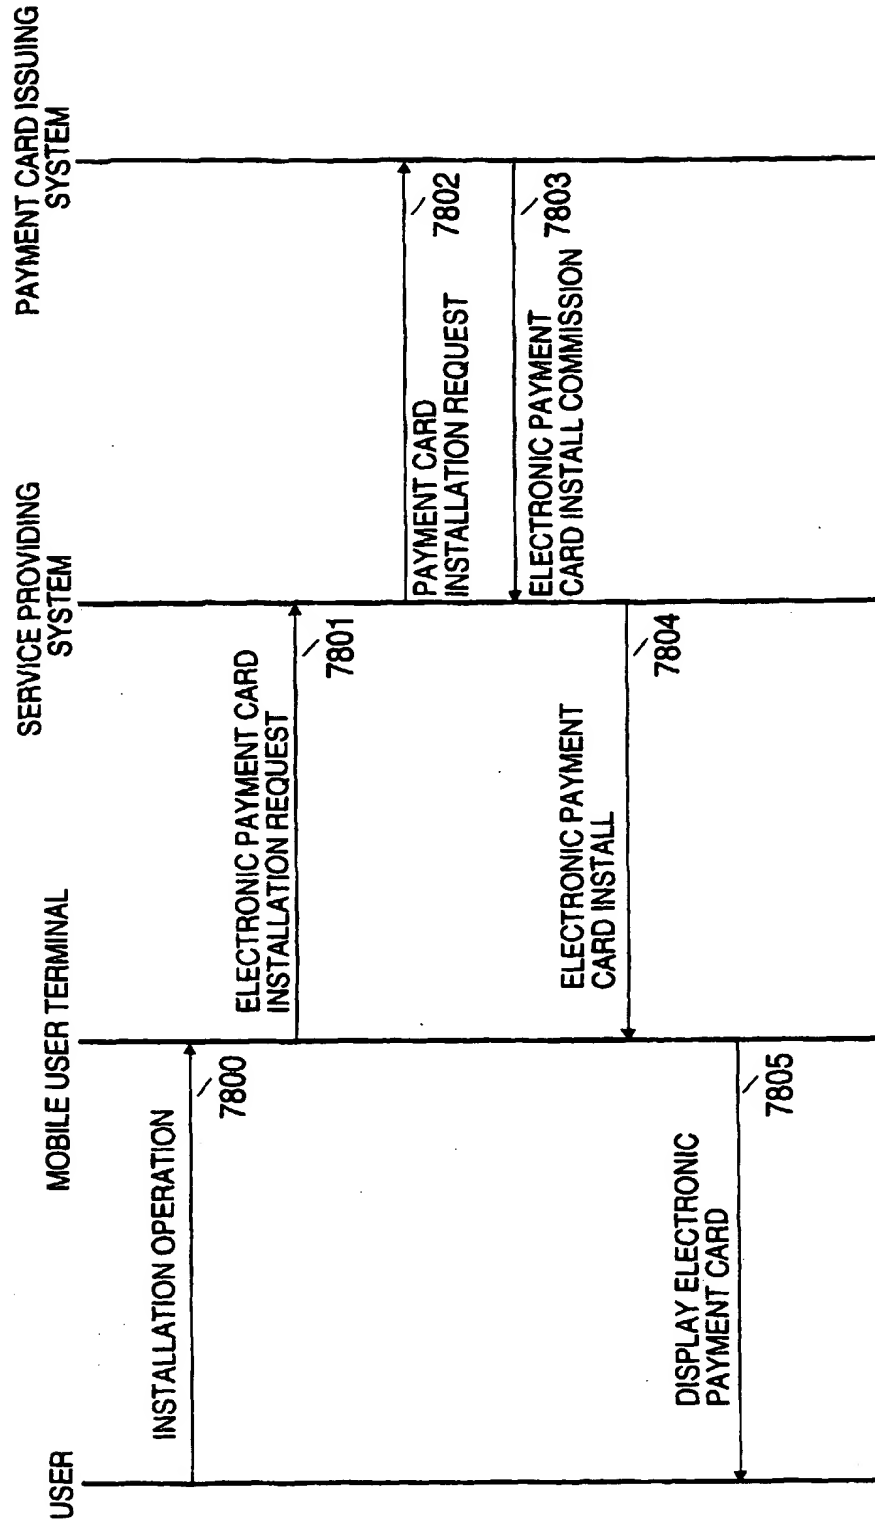 USER
MOBILE USER TERMINAL
SERVICE PROVIDING
SYSTEM
PAYMENT CARD ISSUING
SYSTEM
INSTALLATION OPERATION
7800
ELECTRONIC PAYMENT CARD
INSTALLATION REQUEST
7801
PAYMENT CARD
INSTALLATION REQUEST
7802
ELECTRONIC PAYMENT
CARD INSTALL COMMISSION
7803
ELECTRONIC PAYMENT
CARD INSTALL
7804
DISPLAY ELECTRONIC
PAYMENT CARD
7805